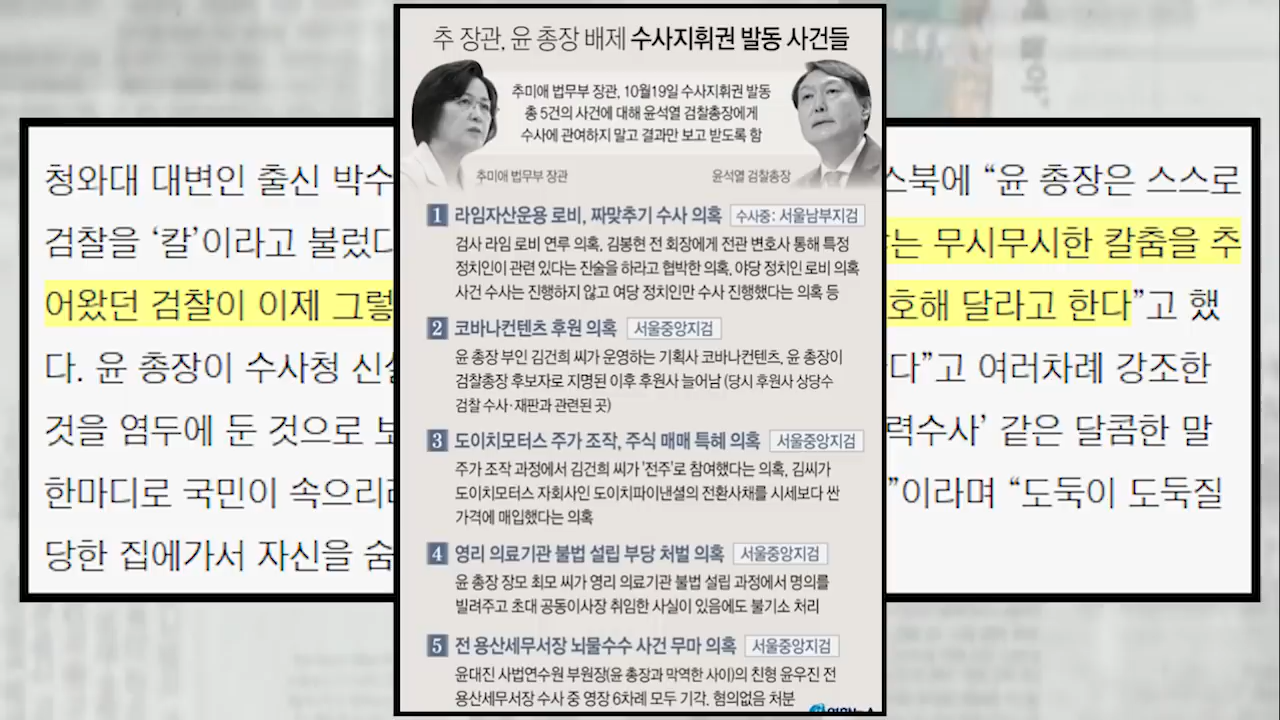 추 장관, 윤 총장 배제 수사지휘권 발동 사건들
추미애 법무부 장관, 10월19일 수사지휘권 발동
총 5건의 사건에 대해 윤석열 검찰총장에게
수사에 관여하지 말고 결과만 보고 받도록 함
추미애 법무부 장관
윤석열 검찰총장
1 라임자산운용 로비, 짜맞추기 수사 의혹 수사중: 서울남부지검
검사 라임 로비 연루 의혹, 김봉현 전 회장에게 전관 변호사 통해 특정
정치인이 관련 있다는 진술을 하라고 협박한 의혹, 야당 정치인 로비 의혹
사건 수사는 진행하지 않고 여당 정치인만 수사 진행했다는 의혹 등
2 코바나컨텐츠 후원 의혹 서울중앙지검
윤 총장 부인 김건희 씨가 운영하는 기획사 코바나컨텐츠, 윤 총장이
검찰총장 후보자로 지명된 이후 후원사 늘어남 (당시 후원사 상당수
검찰 수사·재판과 관련된 곳)
3 도이치모터스 주가 조작, 주식 매매 특혜 의혹 서울중앙지검
주가 조작 과정에서 김건희 씨가 '전주'로 참여했다는 의혹, 김씨가
도이치모터스 자회사인 도이치파이낸셜의 전환사채를 시세보다 싼
가격에 매입했다는 의혹
4 영리 의료기관 불법 설립 부당 처벌 의혹 서울중앙지검
윤 총장 장모 최모 씨가 영리 의료기관 불법 설립 과정에서 명의를
빌려주고 초대 공동이사장 취임한 사실이 있음에도 불기소 처리
5 전 용산세무서장 뇌물수수 사건 무마 의혹 서울중앙지검
윤대진 사법연수원 부원장(윤 총장과 막역한 사이)의 친형 윤우진 전
용산세무서장 수사 중 영장 6차례 모두 기각. 혐의없음 처분
청와대 대변인 출신 박수
스북에 “윤 총장은 스스로
검찰을 ‘칼’이라고 불렀다
는 무시무시한 칼춤을 추
어왔던 검찰이 이제 그렇
호해 달라고 한다”고 했
다. 윤 총장이 수사청 신설
다”고 여러차례 강조한
것을 염두에 둔 것으로 보
력수사’ 같은 달콤한 말
한마디로 국민이 속으리라
”이라며 “도둑이 도둑질
당한 집에가서 자신을 숨